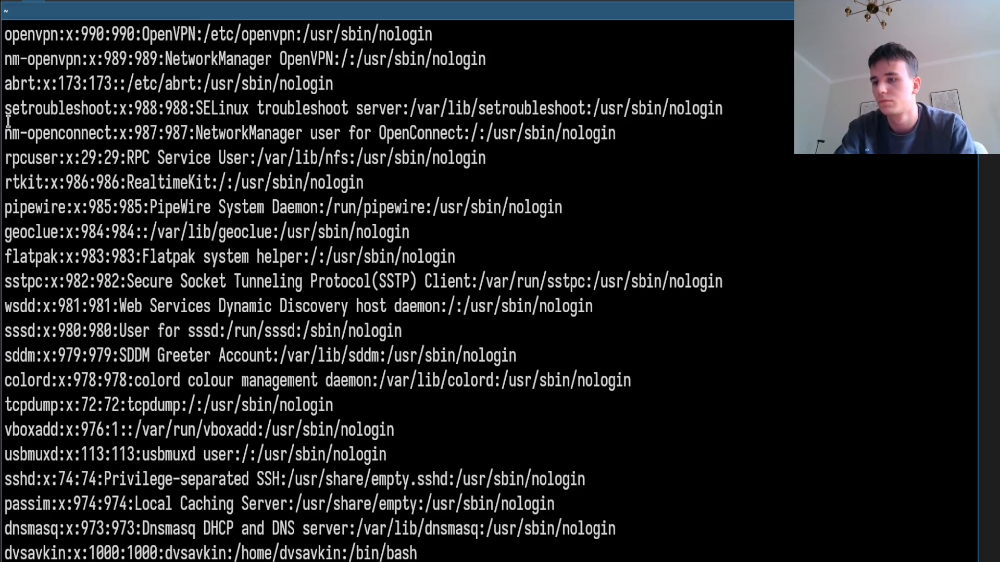 ~
openvpn:x:990:990:OpenVPN:/etc/openvpn:/usr/sbin/nologin
nm-openvpn:x:989:989:NetworkManager OpenVPN:/:/usr/sbin/nologin
abrt:x:173:173::/etc/abrt:/usr/sbin/nologin
setroubleshoot:x:988:988:SELinux troubleshoot server:/var/lib/setroubleshoot:/usr/sbin/nologin
nm-openconnect:x:987:987:NetworkManager user for OpenConnect:/:/usr/sbin/nologin
rpcuser:x:29:29:RPC Service User:/var/lib/nfs:/usr/sbin/nologin
rtkit:x:986:986:RealtimeKit:/:/usr/sbin/nologin
pipewire:x:985:985:PipeWire System Daemon:/run/pipewire:/usr/sbin/nologin
geoclue:x:984:984::/var/lib/geoclue:/usr/sbin/nologin
flatpak:x:983:983:Flatpak system helper:/:/usr/sbin/nologin
sstpc:x:982:982:Secure Socket Tunneling Protocol(SSTP) Client:/var/run/sstpc:/usr/sbin/nologin
wsdd:x:981:981:Web Services Dynamic Discovery host daemon:/:/usr/sbin/nologin
sssd:x:980:980:User for sssd:/run/sssd:/sbin/nologin
sddm:x:979:979:SDDM Greeter Account:/var/lib/sddm:/usr/sbin/nologin
colord:x:978:978:colord colour management daemon:/var/lib/colord:/usr/sbin/nologin
tcpdump:x:72:72:tcpdump:/:/usr/sbin/nologin
vboxadd:x:976:1::/var/run/vboxadd:/usr/sbin/nologin
usbmuxd:x:113:113:usbmuxd user:/:/usr/sbin/nologin
sshd:x:74:74:Privilege-separated SSH:/usr/share/empty.sshd:/usr/sbin/nologin
passim:x:974:974:Local Caching Server:/usr/share/empty:/usr/sbin/nologin
dnsmasq:x:973:973:Dnsmasq DHCP and DNS server:/var/lib/dnsmasq:/usr/sbin/nologin
dvsavkin:x:1000:1000:dvsavkin:/home/dvsavkin:/bin/bash